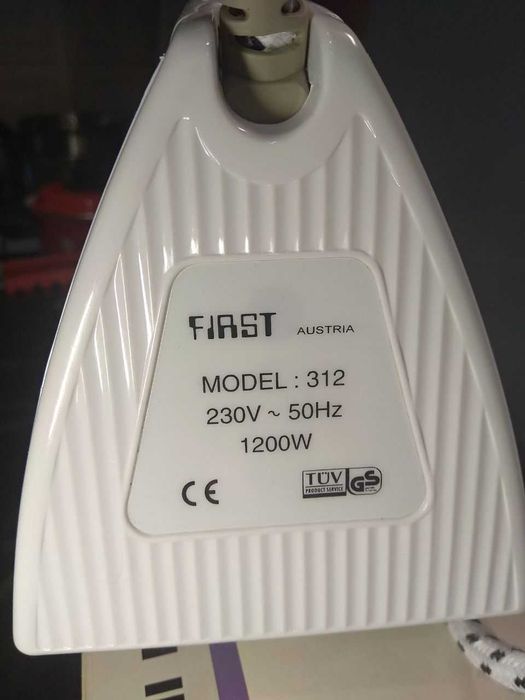 FIRST AUSTRIA
MODEL : 312
230V ~ 50Hz
1200W
CE TÜV GS
PRODUCT SERVICE